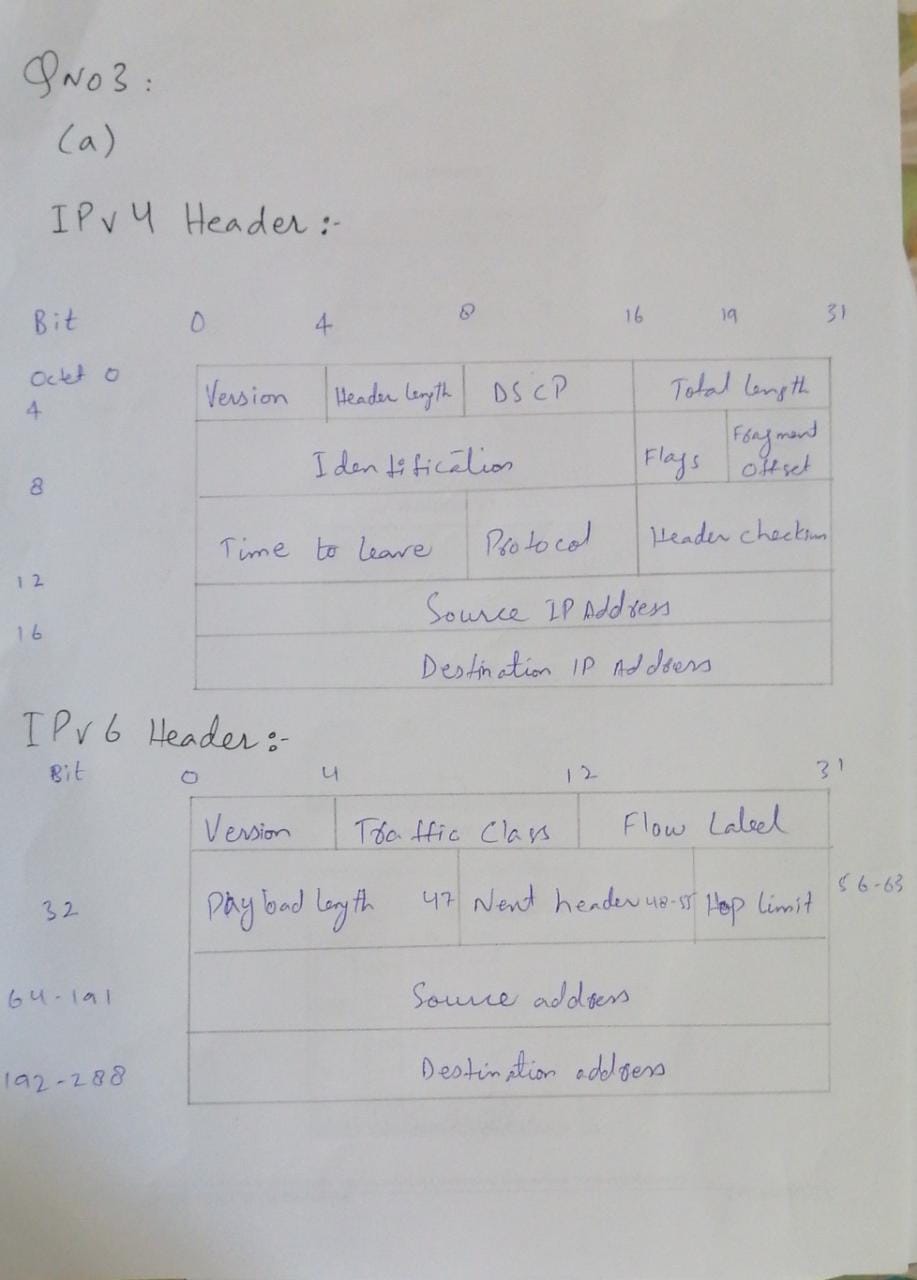 QNO3:
(a)
IPv4 Header:-
Bit 0 4 8 16 19 31
Octet 0 Version Header length DSCP Total length
4 Identification Flags Fragment offset
8 Time to leave Protocol Header checksum
12 Source IP Address
16 Destination IP Address
IPv6 Header:-
Bit 0 4 12 31
Version Traffic Class Flow Label
32 Payload length 47 Next header 48-55 Hop limit 56-63
64-191 Source address
192-288 Destination address